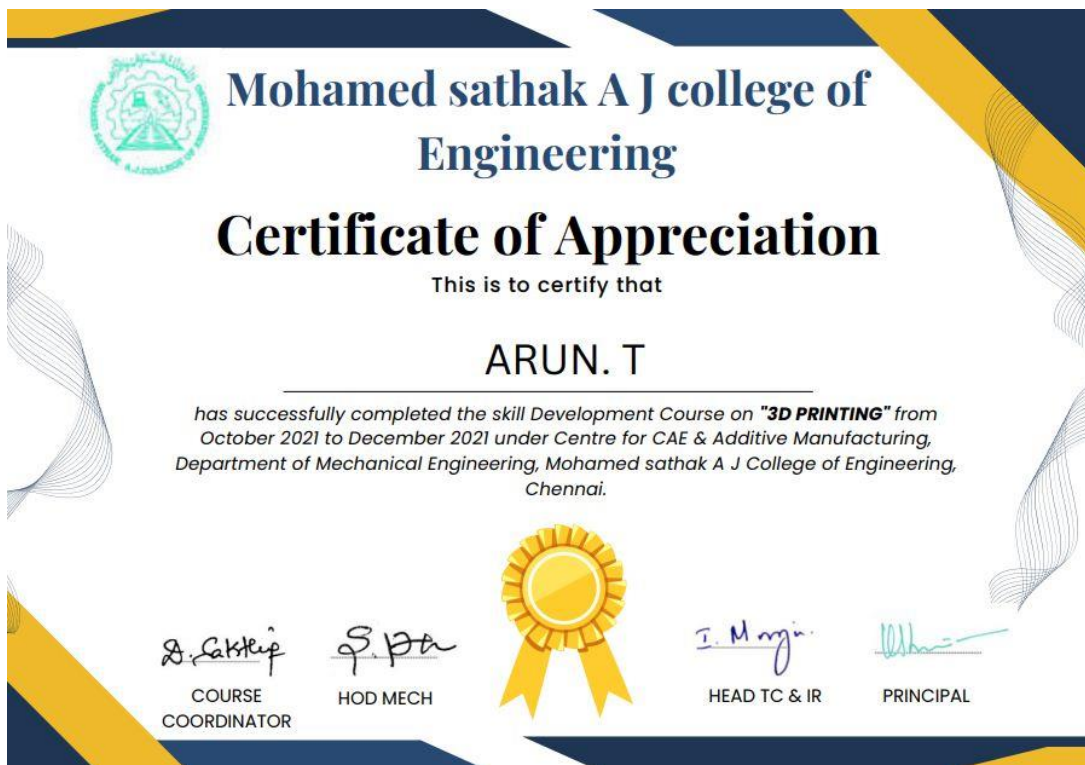 Mohamed sathak A J college of
Engineering
Certificate of Appreciation
This is to certify that
ARUN. T
has successfully completed the skill Development Course on "3D PRINTING" from
October 2021 to December 2021 under Centre for CAE & Additive Manufacturing,
Department of Mechanical Engineering, Mohamed sathak A J College of Engineering,
Chennai.
COURSE
COORDINATOR
HOD MECH
HEAD TC & IR
PRINCIPAL